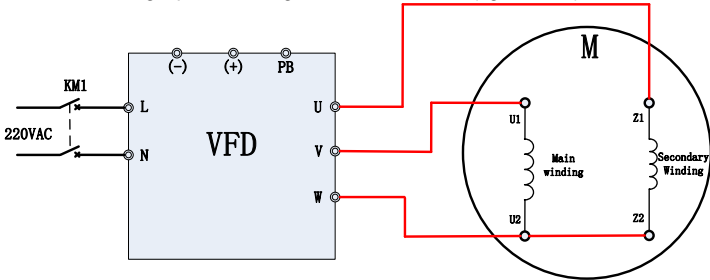 M
(-) (+) PB
KM1
L
U
U1
Z1
220VAC
VFD
V
Main
winding
Secondary
Winding
N
W
U2
Z2